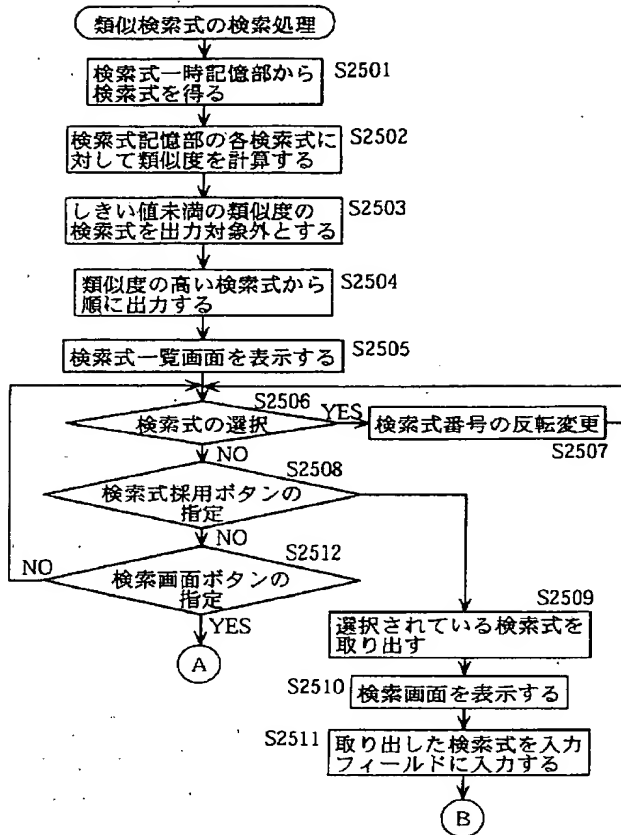 類似検索式の検索処理
検索式一時記憶部から
検索式を得る
S2501
検索式記憶部の各検索式に
対して類似度を計算する
S2502
しきい値未満の類似度の
検索式を出力対象外とする
S2503
類似度の高い検索式から
順に出力する
S2504
検索式一覧画面を表示する
S2505
S2506
検索式の選択
YES
検索式番号の反転変更
S2507
NO
S2508
検索式採用ボタンの
指定
NO
S2512
NO
検索画面ボタンの
指定
YES
A
S2509
選択されている検索式を
取り出す
S2510
検索画面を表示する
S2511
取り出した検索式を入力
フィールドに入力する
B